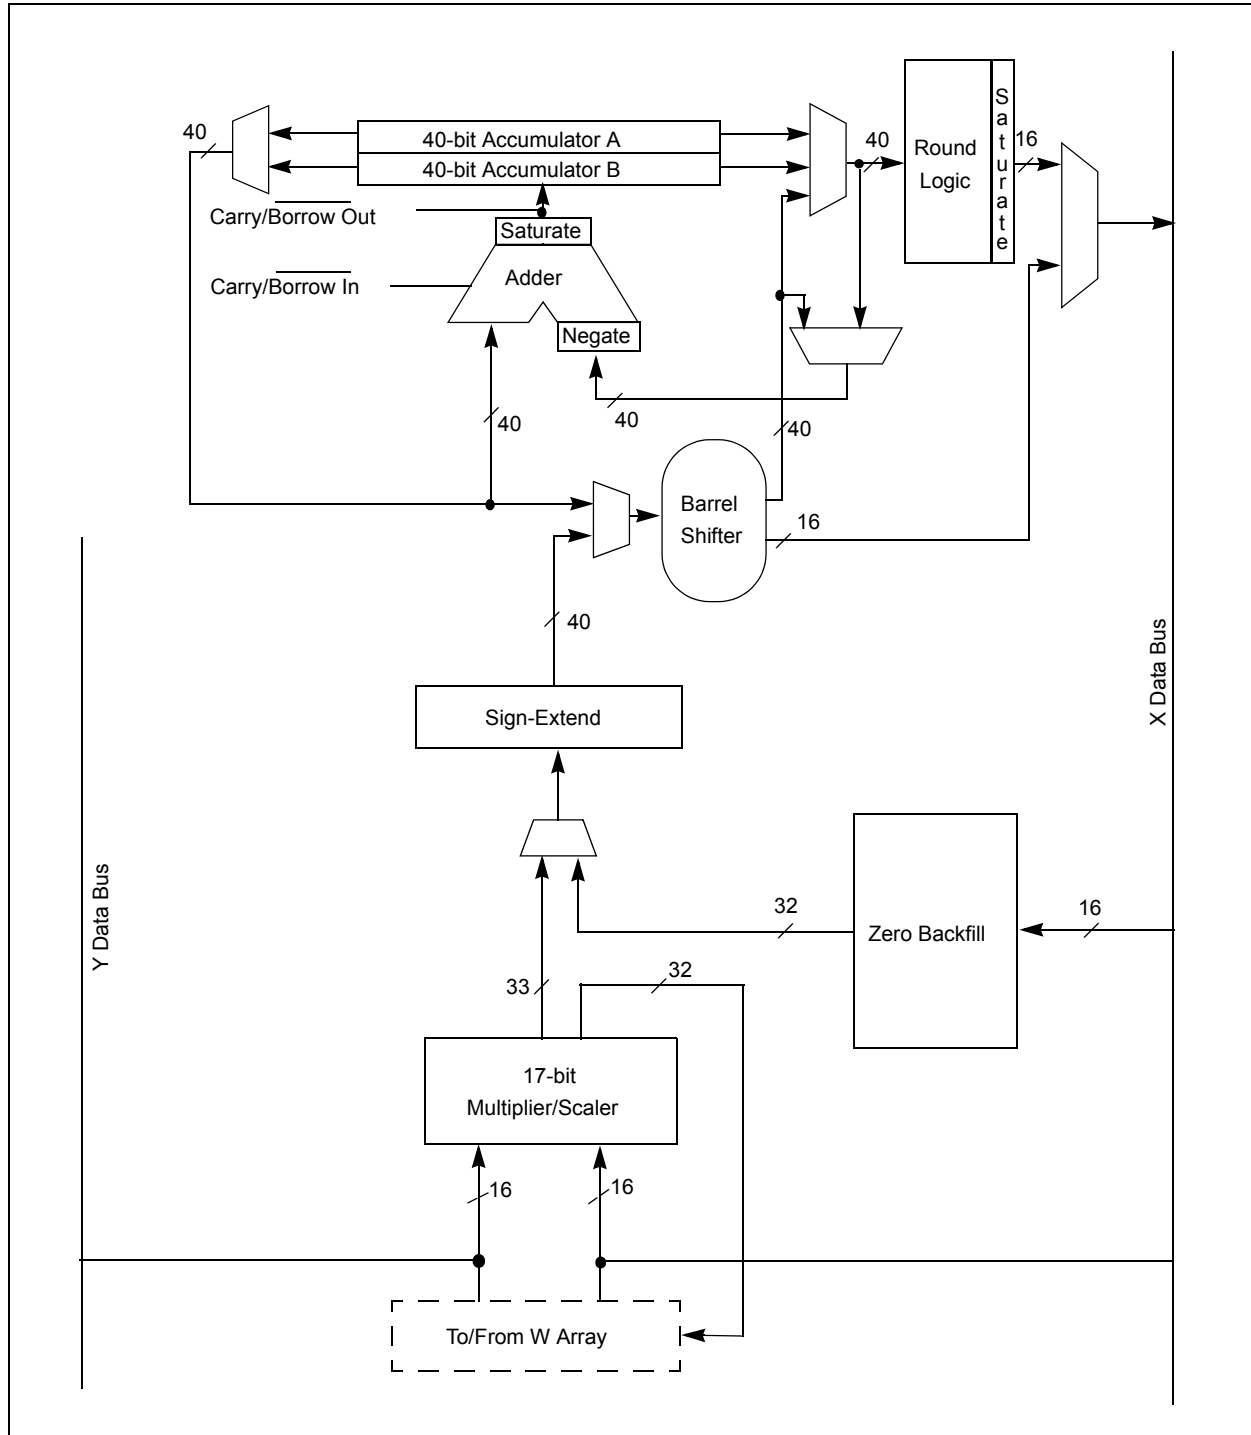 40
40-bit Accumulator A
40-bit Accumulator B
40
Round
Logic
Saturate
16
Carry/Borrow Out
Saturate
Carry/Borrow In
Adder
Negate
40
40
40
Barrel
Shifter
16
40
X Data Bus
Sign-Extend
Y Data Bus
32
Zero Backfill
16
33
32
17-bit
Multiplier/Scaler
16
16
To/From W Array